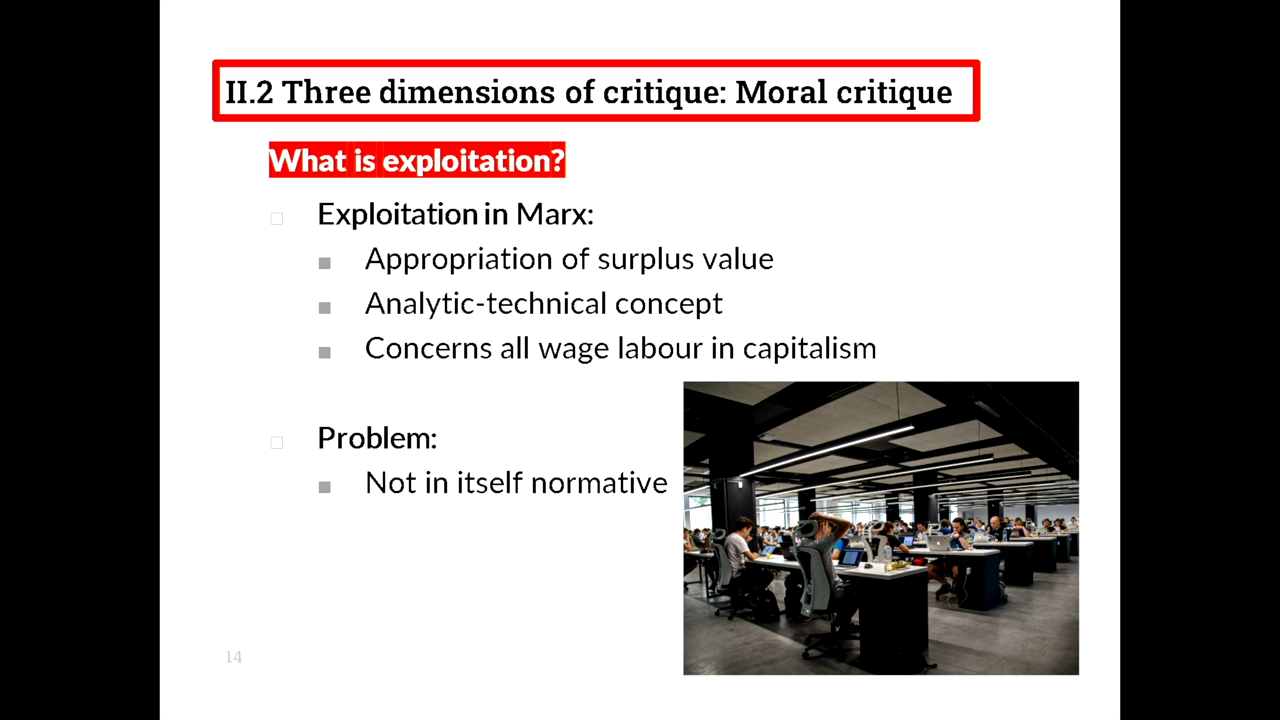 II.2 Three dimensions of critique: Moral critique
What is exploitation?
Exploitation in Marx:
Appropriation of surplus value
Analytic-technical concept
Concerns all wage labour in capitalism
Problem:
Not in itself normative
14